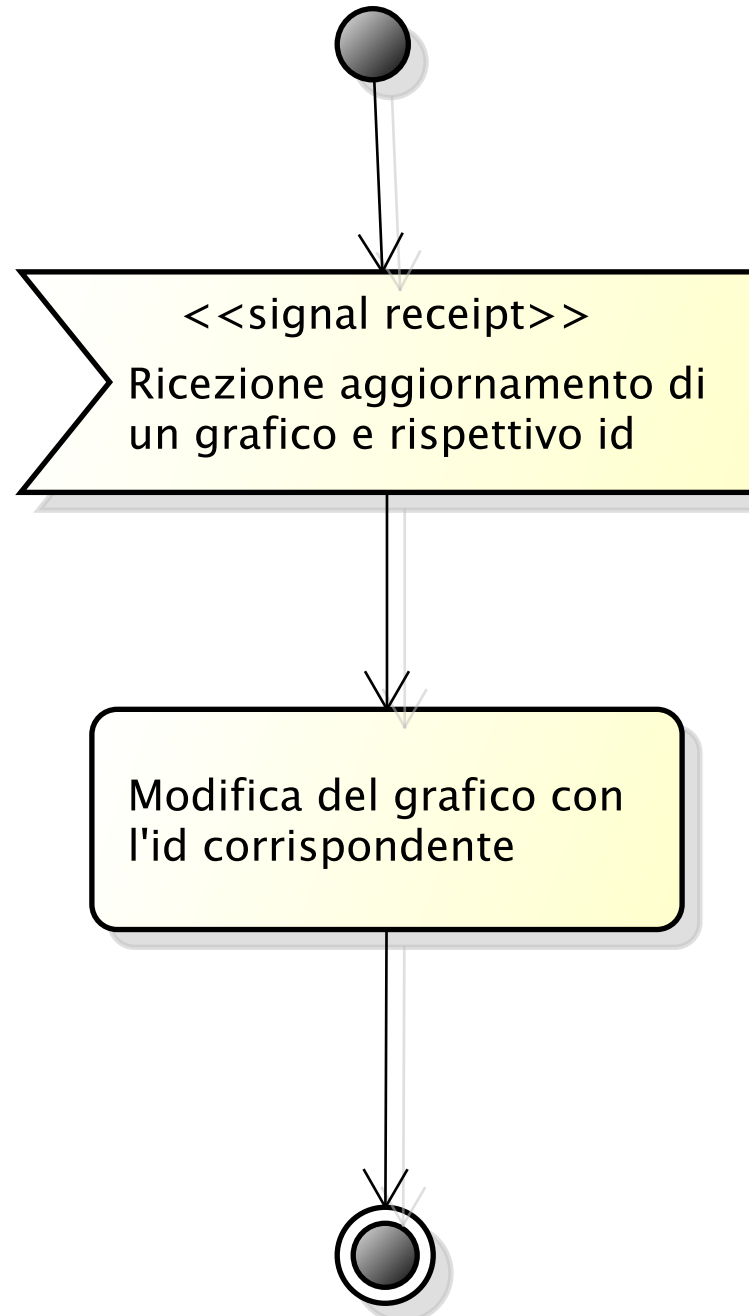 <<signal receipt>>
Ricezione aggiornamento di
un grafico e rispettivo id
Modifica del grafico con
l'id corrispondente